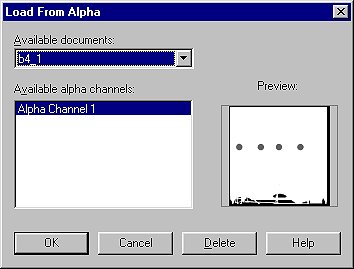 Load From Alpha
Available documents:
b4_1
Available alpha channels:
Alpha Channel 1
Preview:
OK
Cancel
Delete
Help